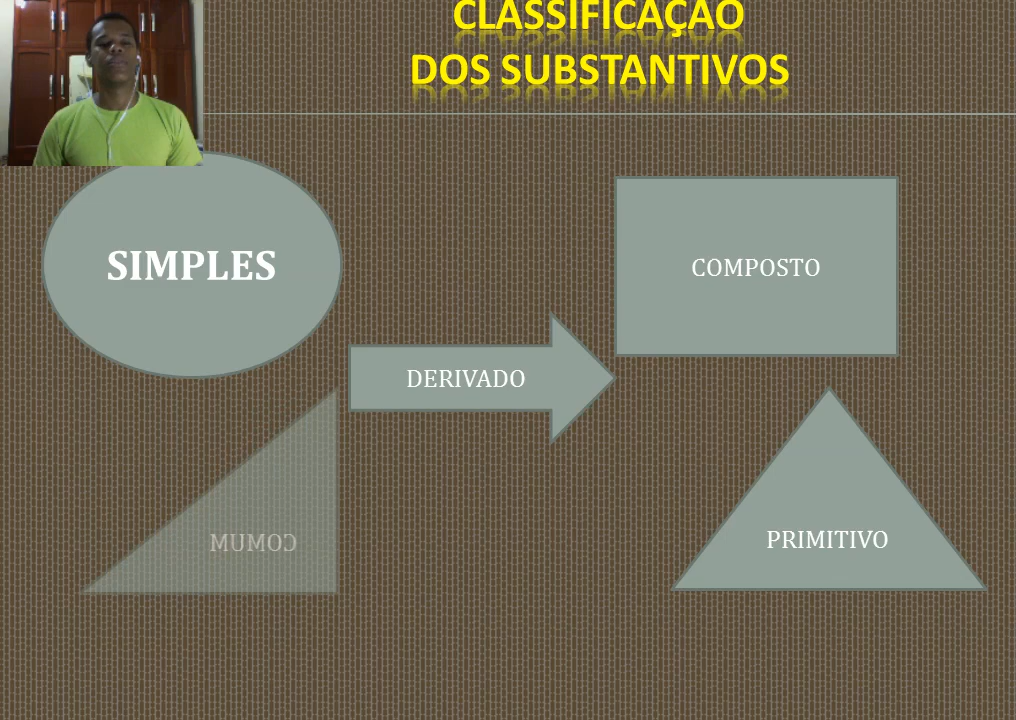 CLASSIFICAÇÃO
DOS SUBSTANTIVOS
SIMPLES
COMPOSTO
DERIVADO
COMUM
PRIMITIVO